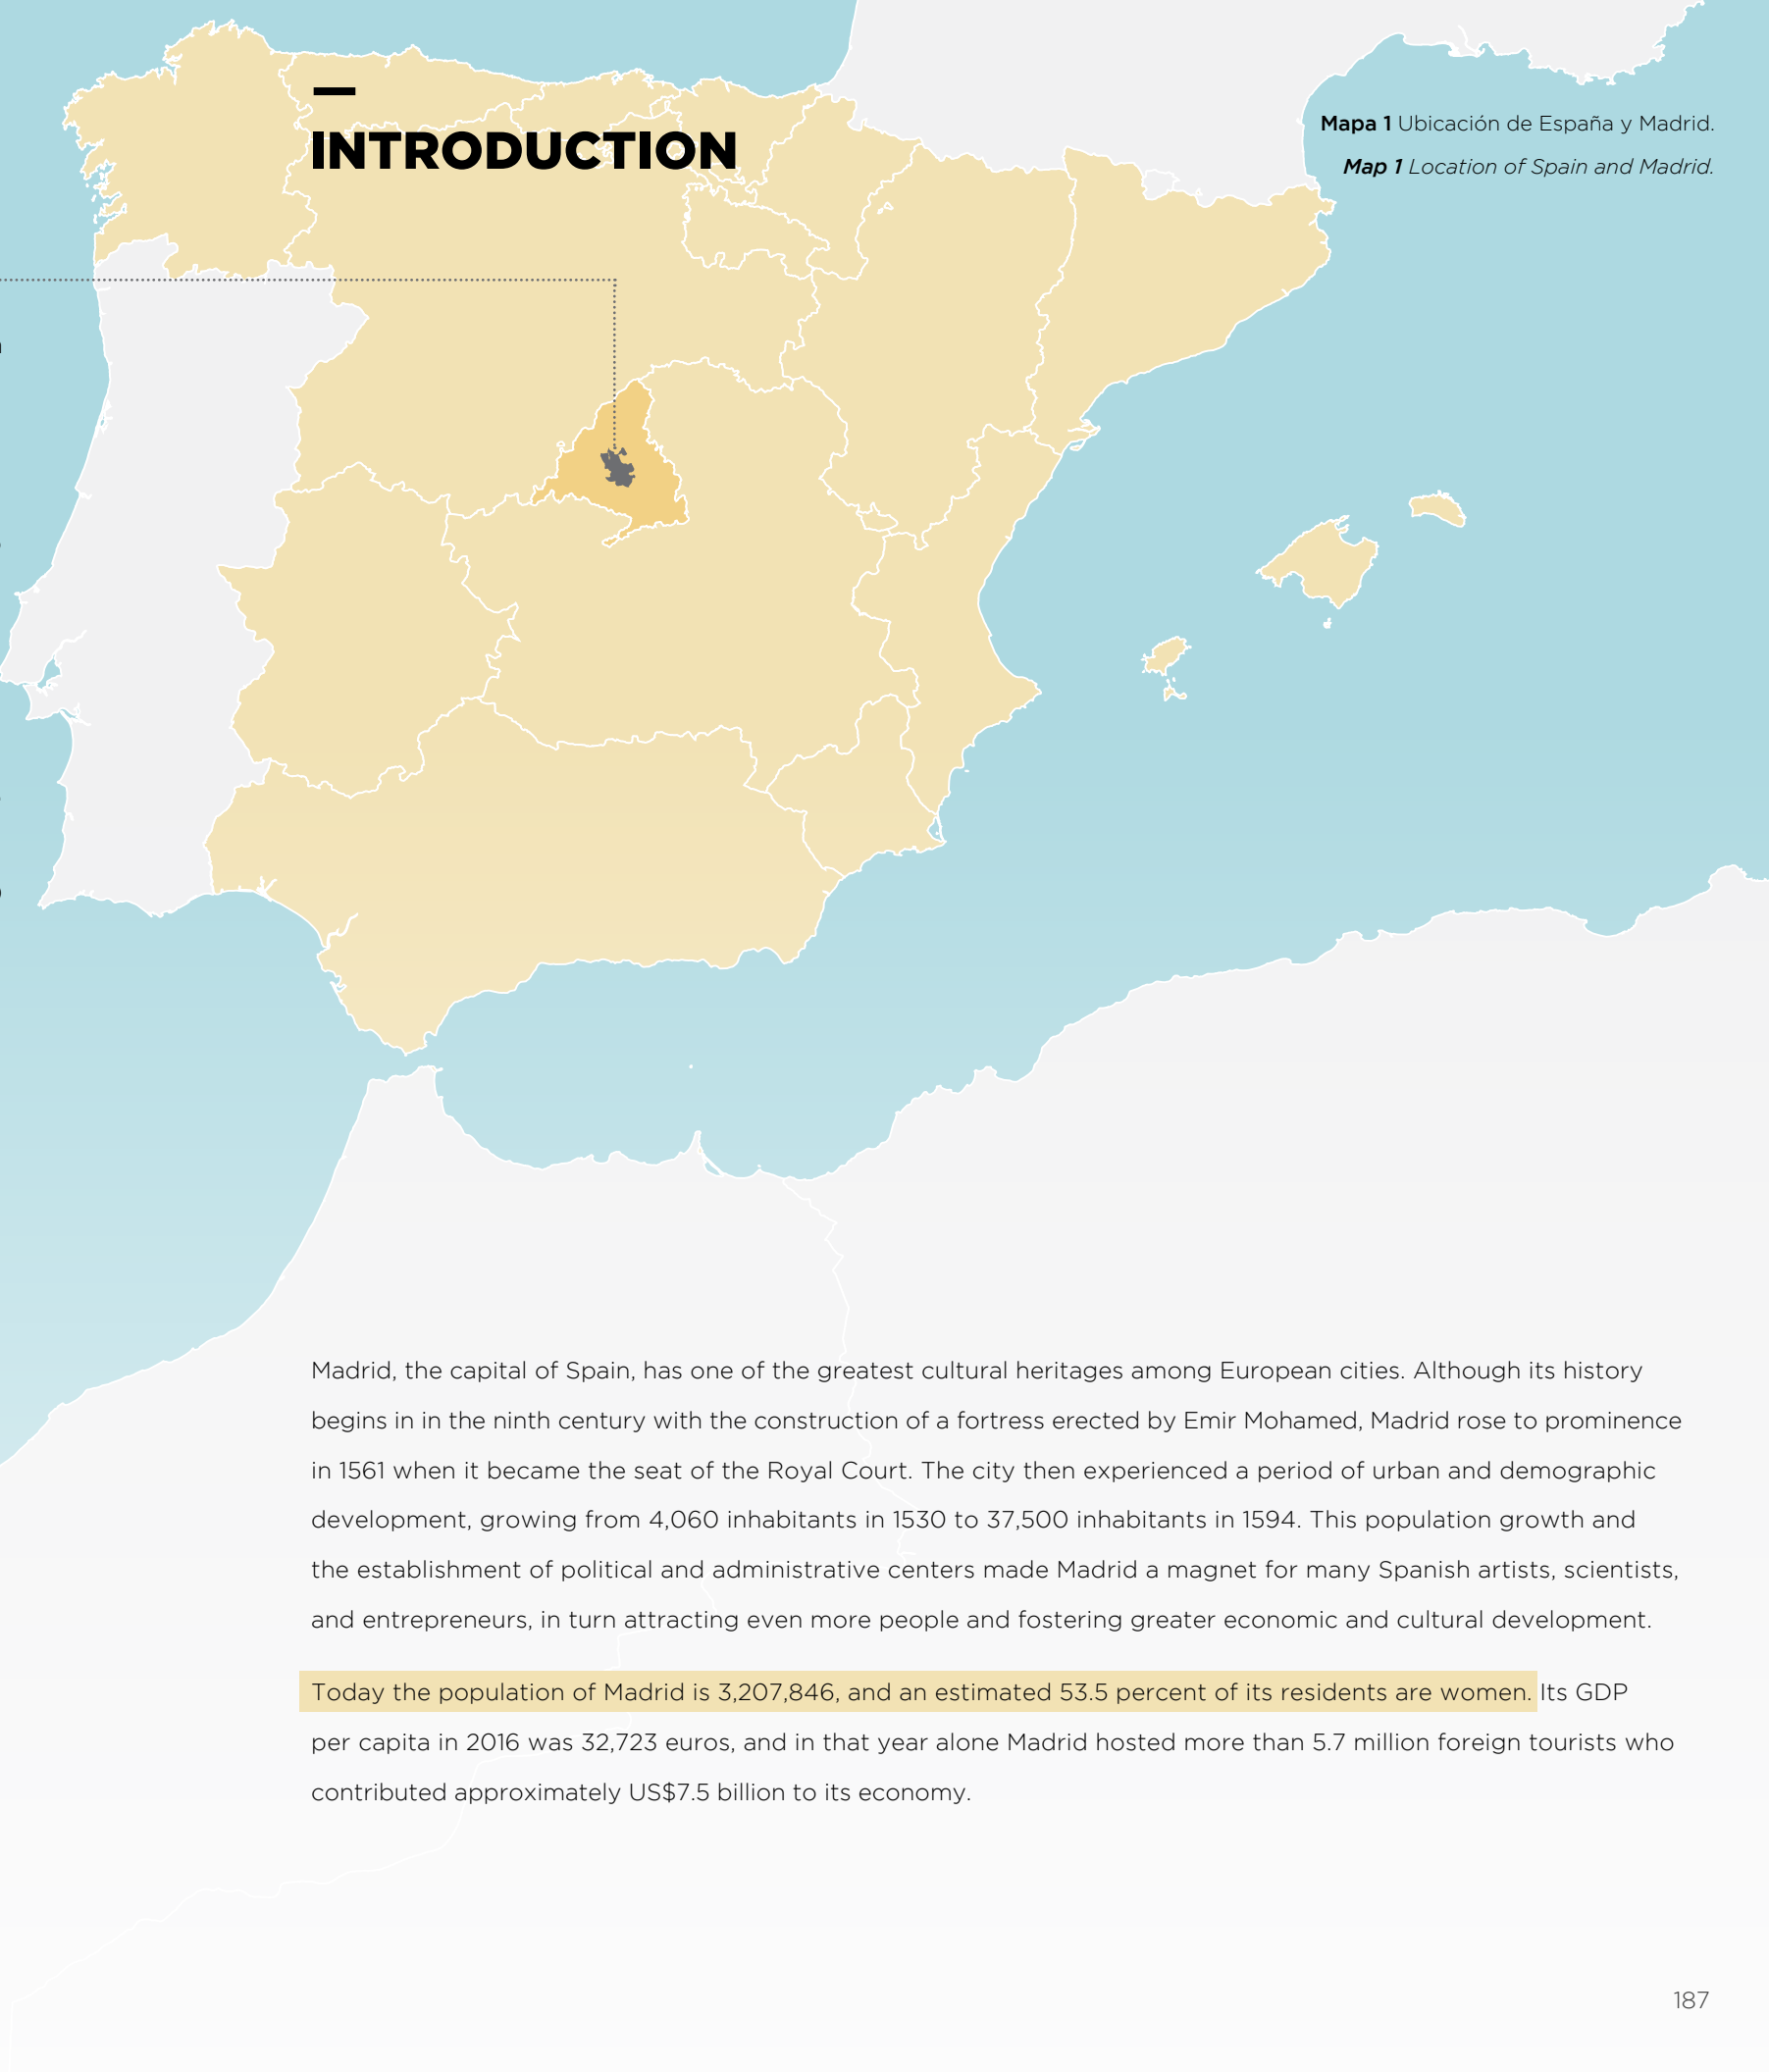 INTRODUCTION
Mapa 1 Ubicación de España y Madrid.
Map 1 Location of Spain and Madrid.
Madrid, the capital of Spain, has one of the greatest cultural heritages among European cities. Although its history
begins in in the ninth century with the construction of a fortress erected by Emir Mohamed, Madrid rose to prominence
in 1561 when it became the seat of the Royal Court. The city then experienced a period of urban and demographic
development, growing from 4,060 inhabitants in 1530 to 37,500 inhabitants in 1594. This population growth and
the establishment of political and administrative centers made Madrid a magnet for many Spanish artists, scientists,
and entrepreneurs, in turn attracting even more people and fostering greater economic and cultural development.
Today the population of Madrid is 3,207,846, and an estimated 53.5 percent of its residents are women. Its GDP
per capita in 2016 was 32,723 euros, and in that year alone Madrid hosted more than 5.7 million foreign tourists who
contributed approximately US$7.5 billion to its economy.
187